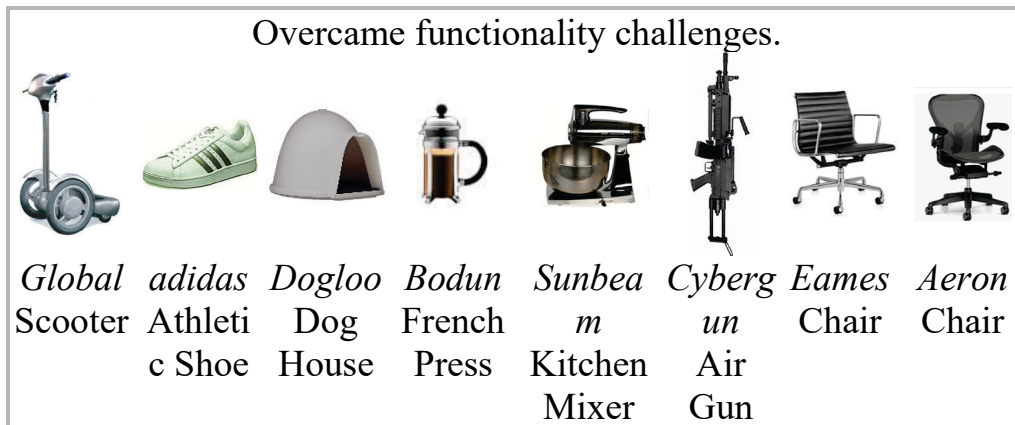 Overcame functionality challenges.
Global
Scooter
adidas
Athleti
c Shoe
Dogloo
Dog
House
Bodun
French
Press
Sunbea
m
Kitchen
Mixer
Cyberg
un
Air
Gun
Eames
Chair
Aeron
Chair